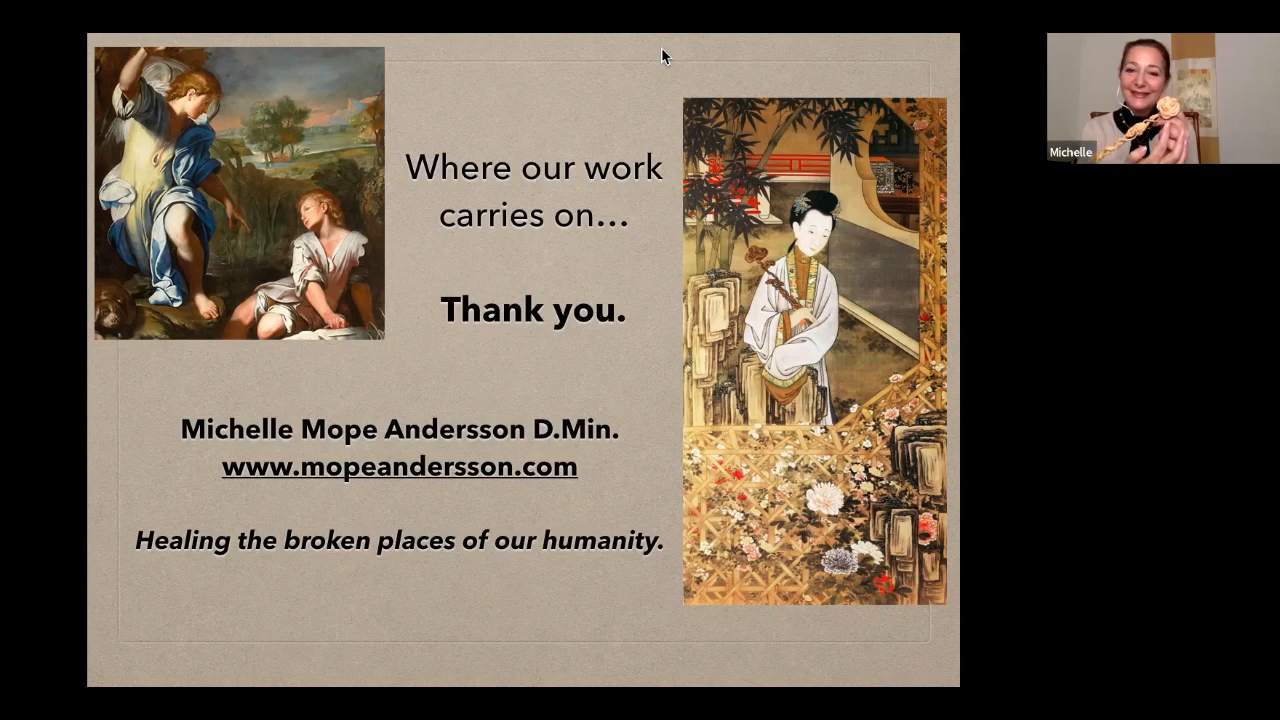 Where our work
carries on...
Thank you.
Michelle Mope Andersson D.Min.
www.mopeandersson.com
Healing the broken places of our humanity.
Michelle